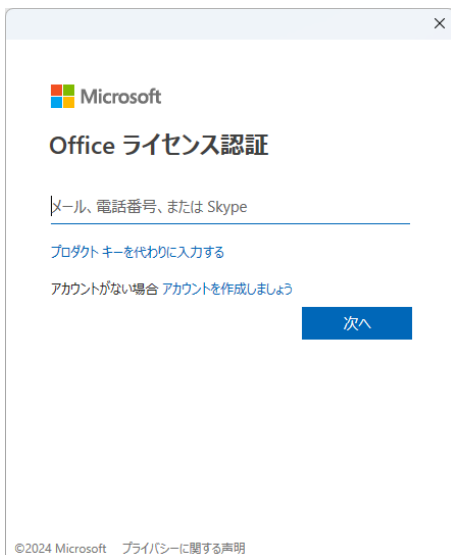 Microsoft
Office ライセンス認証
メール、電話番号、または Skype
プロダクト キーを代わりに入力する
アカウントがない場合 アカウントを作成しましょう
次へ
©2024 Microsoft プライバシーに関する声明